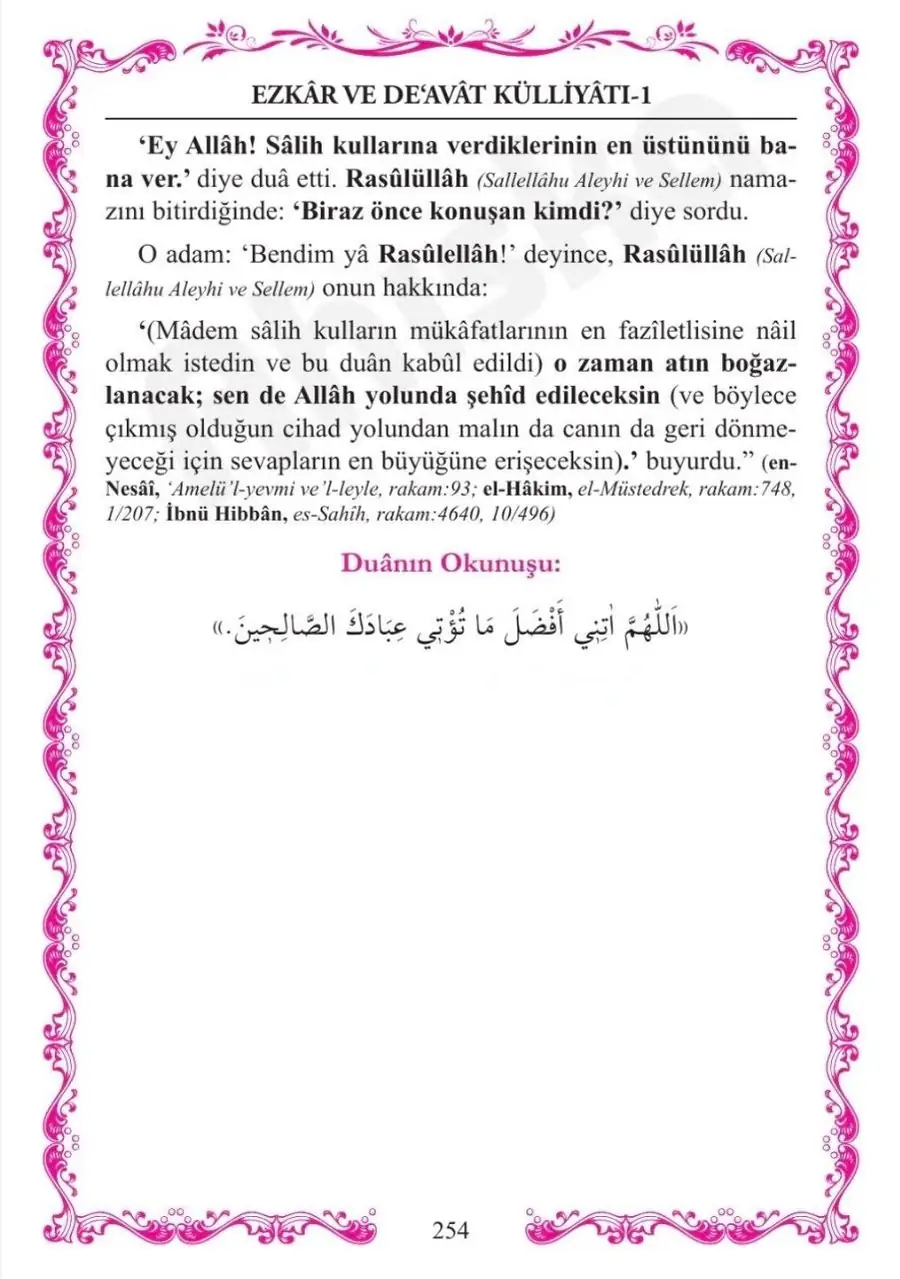 EZKÂR VE DE‘AVÂT KÜLLİYÂTI-1
‘Ey Allâh! Sâlih kullarına verdiklerinin en üstününü ba-
na ver.’ diye duâ etti. Rasûlüllâh (Sallellâhu Aleyhi ve Sellem) nama-
zını bitirdiğinde: ‘Biraz önce konuşan kimdi?’ diye sordu.
O adam: ‘Bendim yâ Rasûlellâh!’ deyince, Rasûlüllâh (Sal-
lellâhu Aleyhi ve Sellem) onun hakkında:
‘(Mâdem sâlih kulların mükâfatlarının en fazîletlisine nâil
olmak istedin ve bu duân kabûl edildi) o zaman atın boğaz-
lanacak; sen de Allâh yolunda şehîd edileceksin (ve böylece
çıkmış olduğun cihad yolundan malın da canın da geri dönme-
yeceği için sevapların en büyüğüne erişeceksin).’ buyurdu.” (en-
Nesâî, ‘Amelü’l-yevmi ve’l-leyle, rakam:93; el-Hâkim, el-Müstedrek, rakam:748,
1/207; İbnü Hibbân, es-Sahîh, rakam:4640, 10/496)
Duânın Okunuşu:
«اَللّٰهُمَّ اٰتِنِي أَفْضَلَ مَا تُؤْتِي عِبَادَكَ الصَّالِحِينَ.»
254